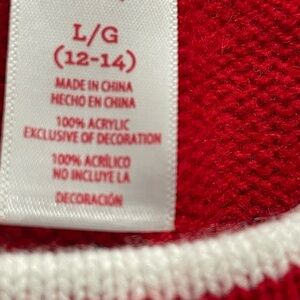 L/G
(12-14)
MADE IN CHINA
HECHO EN CHINA
100% ACRYLIC
EXCLUSIVE OF DECORATION
100% ACRÍLICO
NO INCLUYE LA
DECORACIÓN